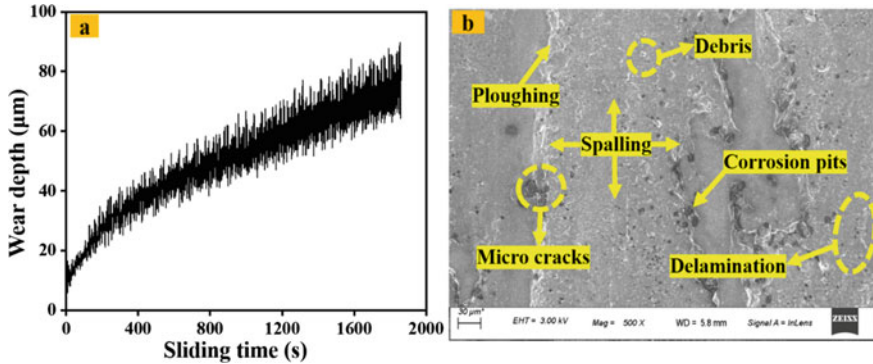 a
100
80
60
40
20
0
Wear depth (μm)
0 400 800 1200 1600 2000
Sliding time (s)
b
Debris
Ploughing
Spalling
Corrosion pits
Micro cracks
Delamination
30 μm
EHT = 3.00 kV Mag = 500 X WD = 5.8 mm Signal A = InLens
ZEISS